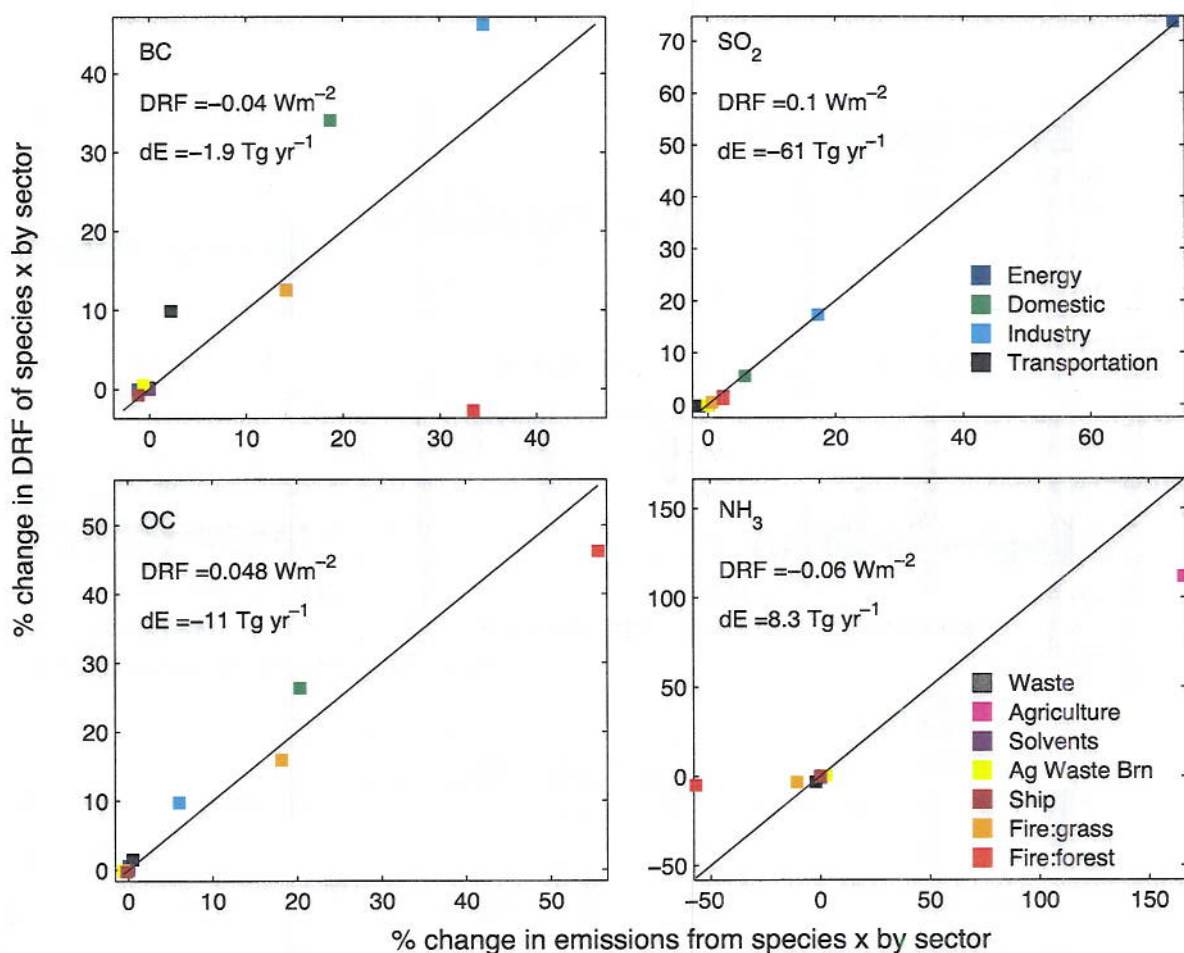 % change in DRF of species x by sector
BC
DRF =−0.04 Wm−2
dE =−1.9 Tg yr−1
40
30
20
10
0
0 10 20 30 40
SO2
DRF =0.1 Wm−2
dE =−61 Tg yr−1
70
60
50
40
30
20
10
0
0 20 40 60
Energy
Domestic
Industry
Transportation
OC
DRF =0.048 Wm−2
dE =−11 Tg yr−1
50
40
30
20
10
0
0 10 20 30 40 50
NH3
DRF =−0.06 Wm−2
dE =8.3 Tg yr−1
150
100
50
0
−50
−50 0 50 100 150
Waste
Agriculture
Solvents
Ag Waste Brn
Ship
Fire:grass
Fire:forest
% change in emissions from species x by sector